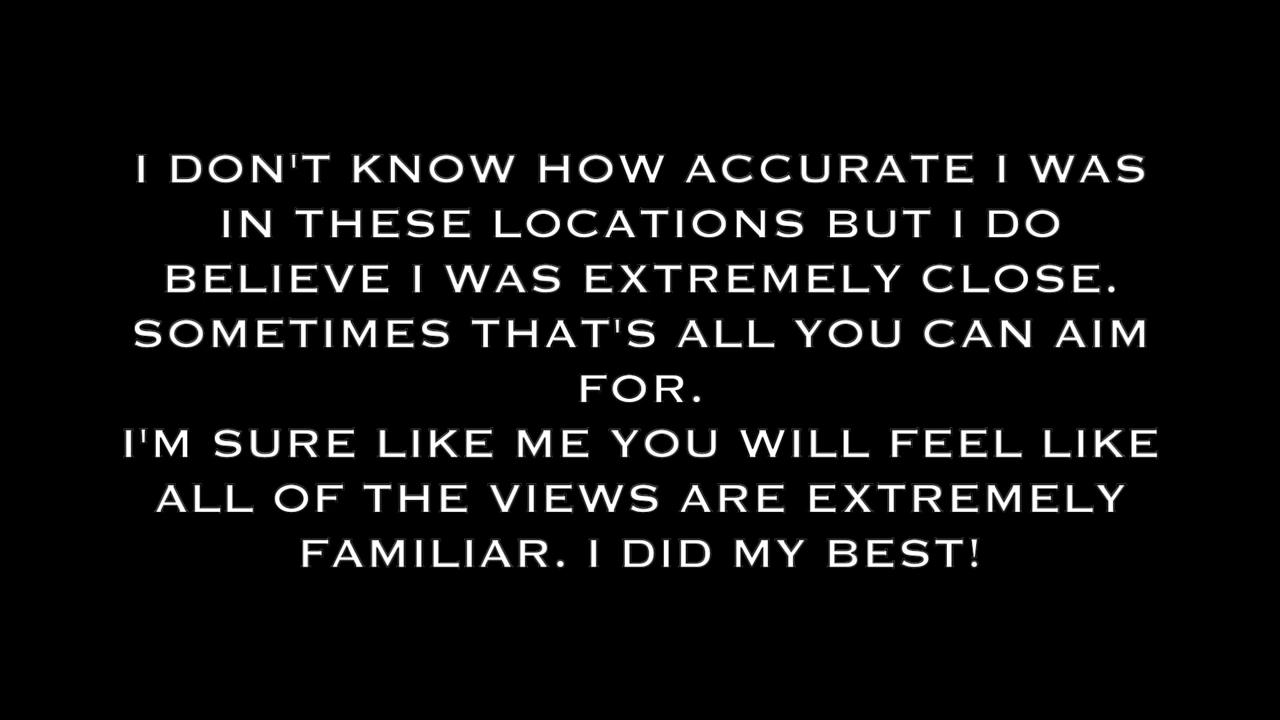 I DON'T KNOW HOW ACCURATE I WAS
IN THESE LOCATIONS BUT I DO
BELIEVE I WAS EXTREMELY CLOSE.
SOMETIMES THAT'S ALL YOU CAN AIM
FOR.
I'M SURE LIKE ME YOU WILL FEEL LIKE
ALL OF THE VIEWS ARE EXTREMELY
FAMILIAR. I DID MY BEST!